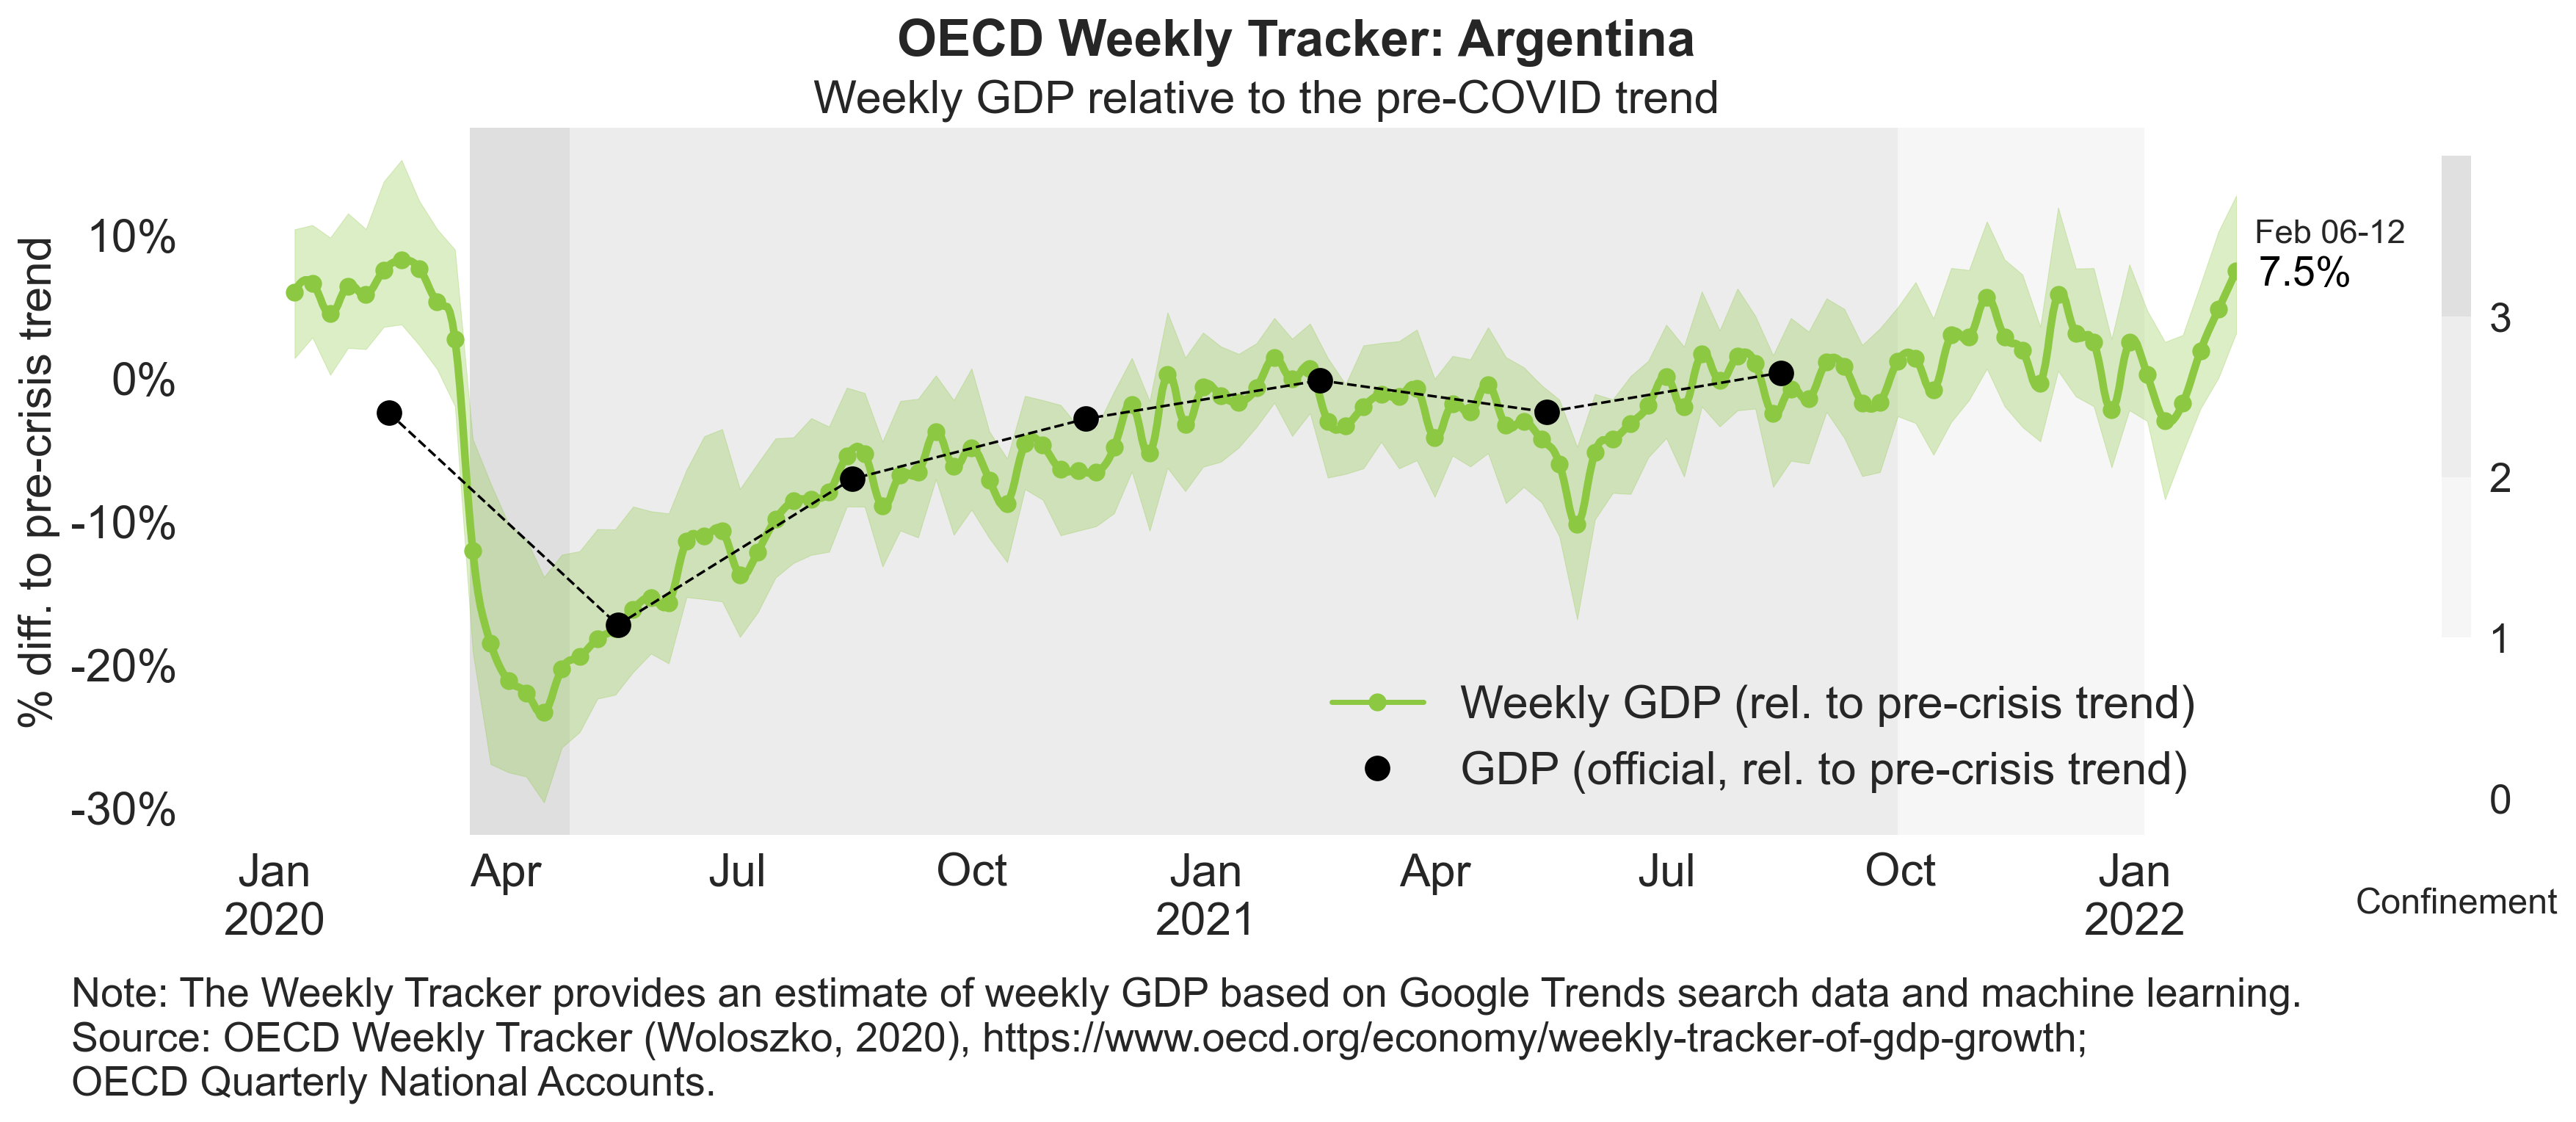 OECD Weekly Tracker: Argentina
Weekly GDP relative to the pre-COVID trend
% diff. to pre-crisis trend
10%
0%
-10%
-20%
-30%
Feb 06-12
7.5%
3
2
1
0
Weekly GDP (rel. to pre-crisis trend)
GDP (official, rel. to pre-crisis trend)
Jan Apr Jul Oct Jan Apr Jul Oct Jan
2020 2021 2022
Confinement
Note: The Weekly Tracker provides an estimate of weekly GDP based on Google Trends search data and machine learning.
Source: OECD Weekly Tracker (Woloszko, 2020), https://www.oecd.org/economy/weekly-tracker-of-gdp-growth;
OECD Quarterly National Accounts.